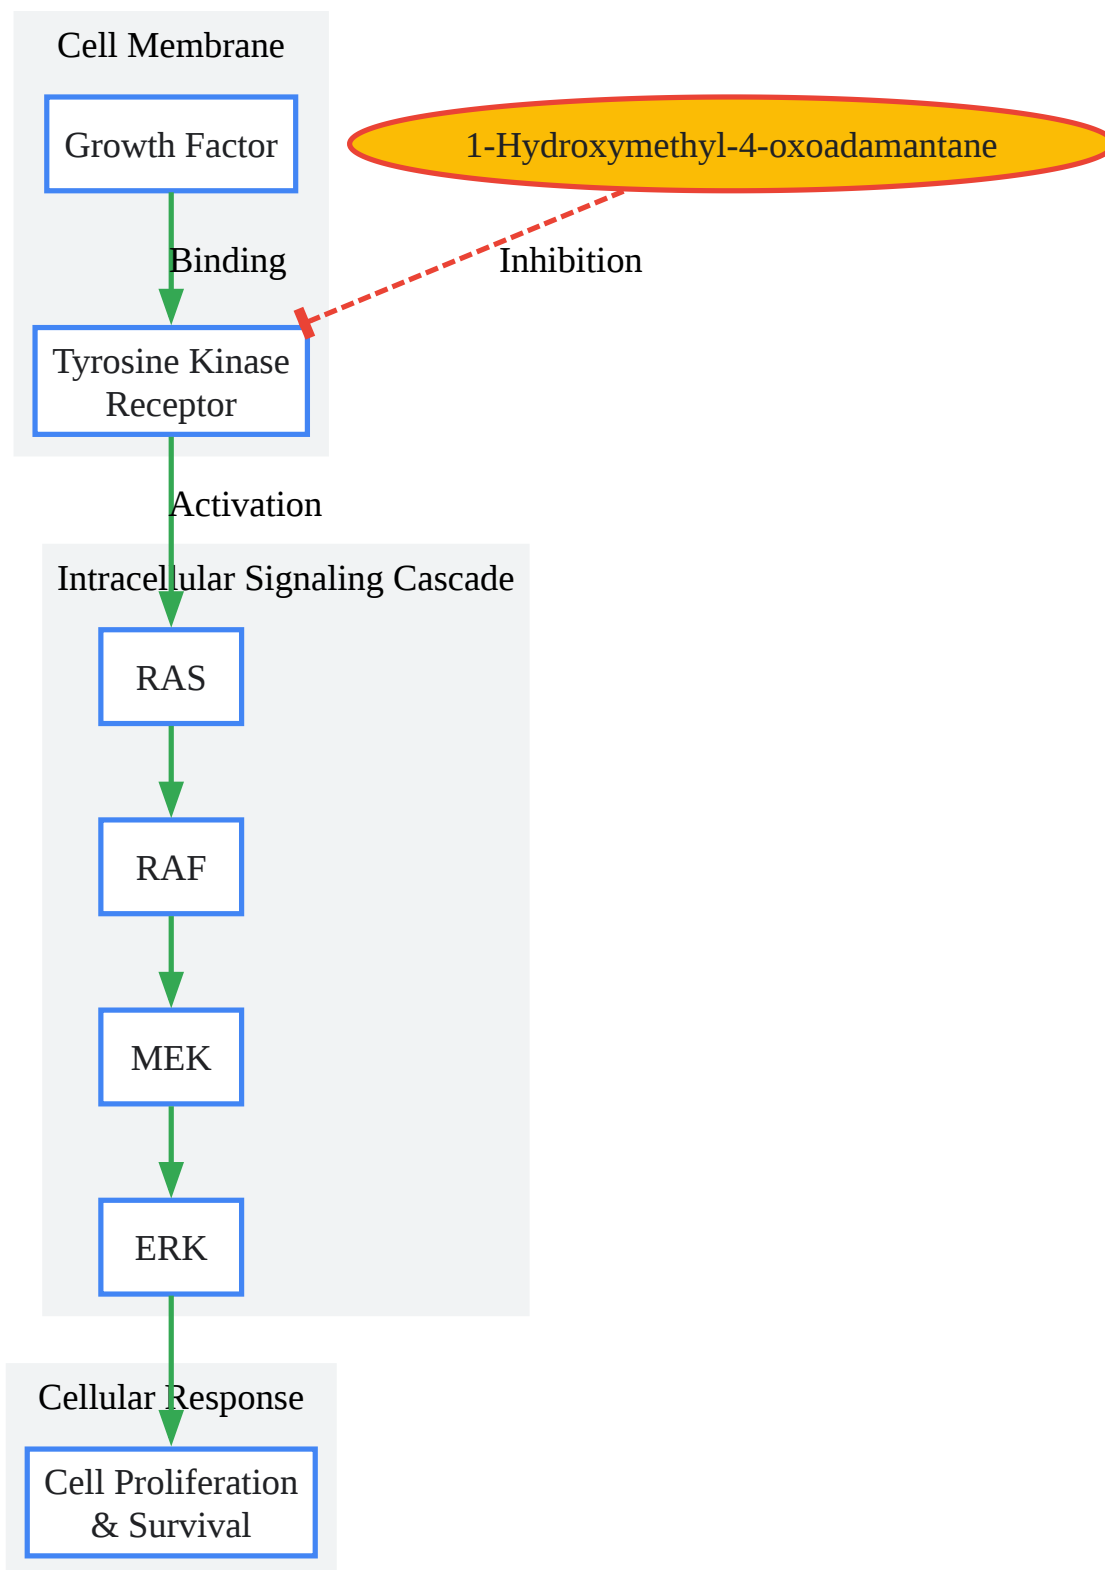 Cell Membrane
Growth Factor
1-Hydroxymethyl-4-oxoadamantane
Binding
Inhibition
Tyrosine Kinase
Receptor
Activation
Intracellular Signaling Cascade
RAS
RAF
MEK
ERK
Cellular Response
Cell Proliferation
& Survival